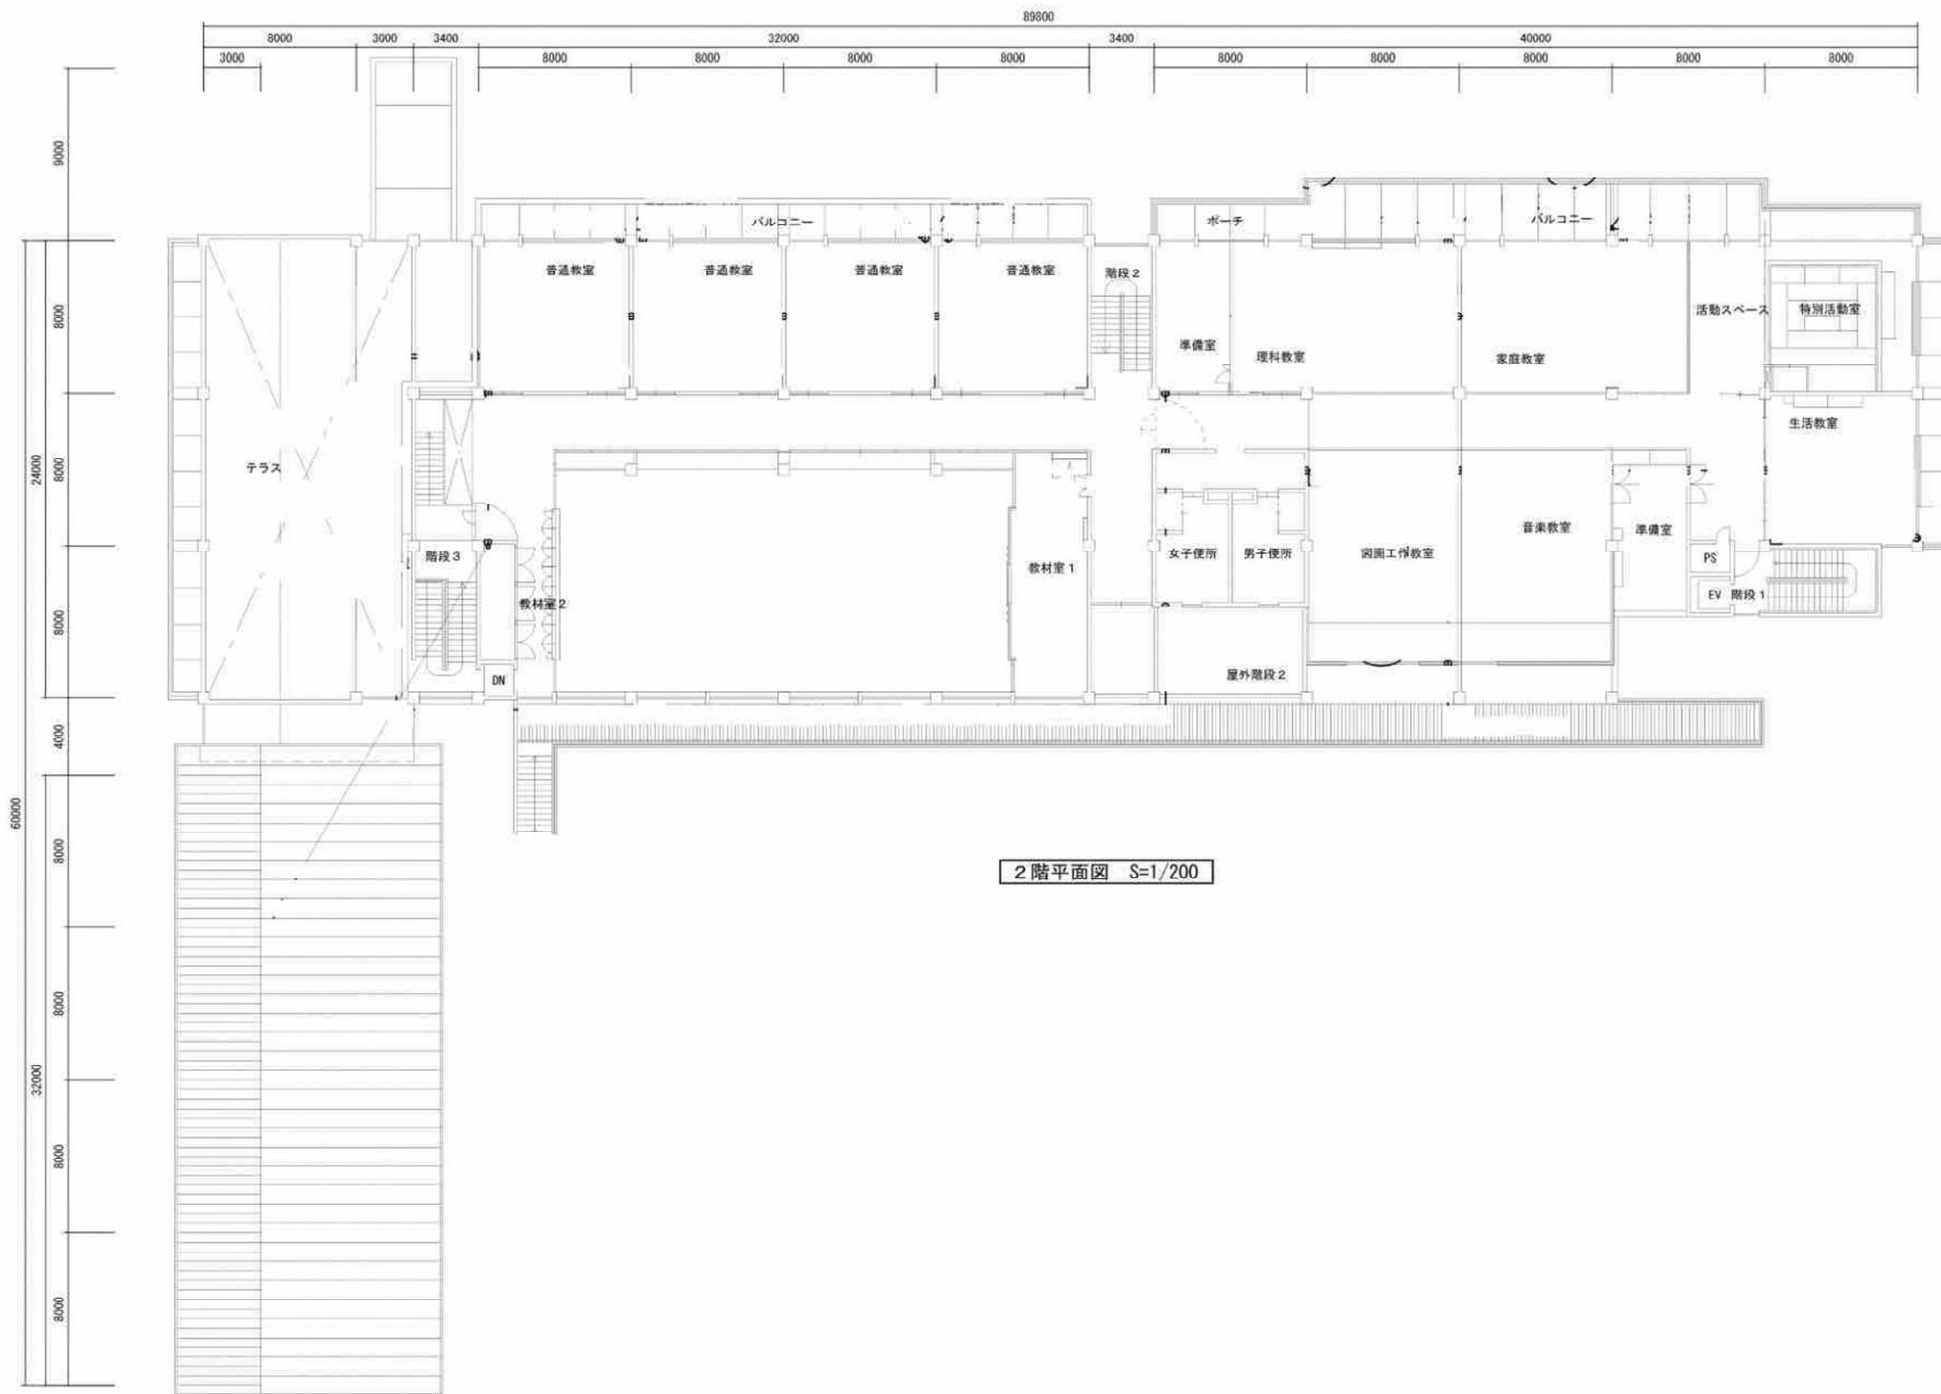 89800
8000 3000 3400 32000 3400 40000
3000 8000 8000 8000 8000 8000 8000 8000 8000 8000
9000
バルコニー ポーチ バルコニー
普通教室 普通教室 普通教室 普通教室 階段2
8000
準備室 理科教室 家庭教室 活動スペース 特別活動室
生活教室
24000
8000
テラス
音楽教室 準備室
階段3 女子便所 男子便所 図画工作教室 PS
教材室1
教材室2 EV 階段1
8000
DN 屋外階段2
4000
60000
8000
2階平面図 S=1/200
8000
32000
8000
8000